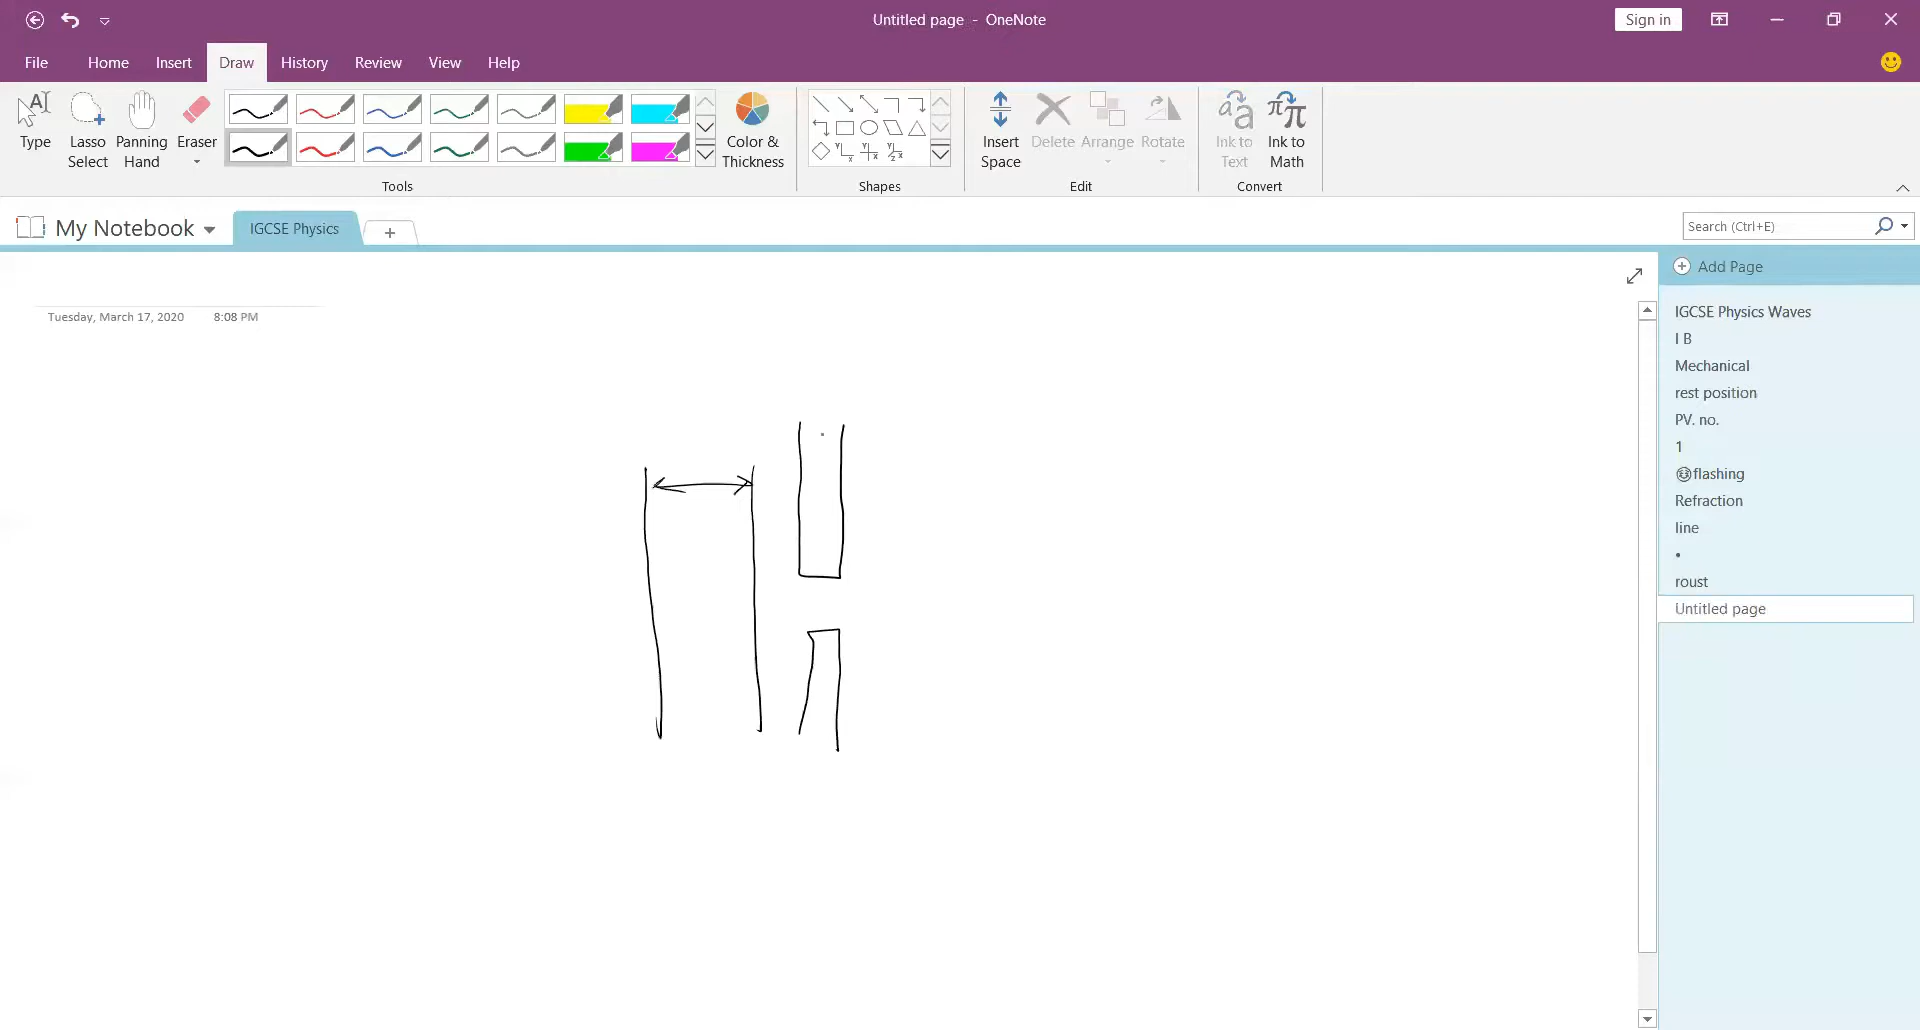 Untitled page - OneNote
Sign in
File Home Insert Draw History Review View Help
Type
Lasso Select
Panning Hand
Eraser
Color & Thickness
Insert Space
Delete
Arrange
Rotate
Ink to Text
Ink to Math
Tools
Shapes
Edit
Convert
My Notebook
IGCSE Physics
Search (Ctrl+E)
Add Page
Tuesday, March 17, 2020 8:08 PM
IGCSE Physics Waves
I B
Mechanical
rest position
PV. no.
1
flashing
Refraction
line
•
roust
Untitled page